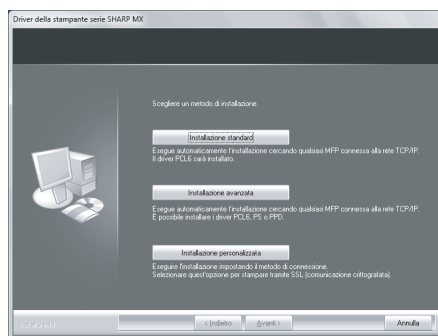 Driver della stampante serie SHARP MX
Scegliere un metodo di installazione.
Installazione standard
Esegue automaticamente l'installazione cercando qualsiasi MFP connessa alla rete TCP/IP.
Il driver PCL6 sarà installato.
Installazione avanzata
Esegue automaticamente l'installazione cercando qualsiasi MFP connessa alla rete TCP/IP.
È possibile installare i driver PCL6, PS o PPD.
Installazione personalizzata
Eseguire l'installazione impostando il metodo di connessione.
Selezionare quest'opzione per stampare tramite SSL (comunicazione crittografata).
InstallShield
< Indietro
Avanti >
Annulla